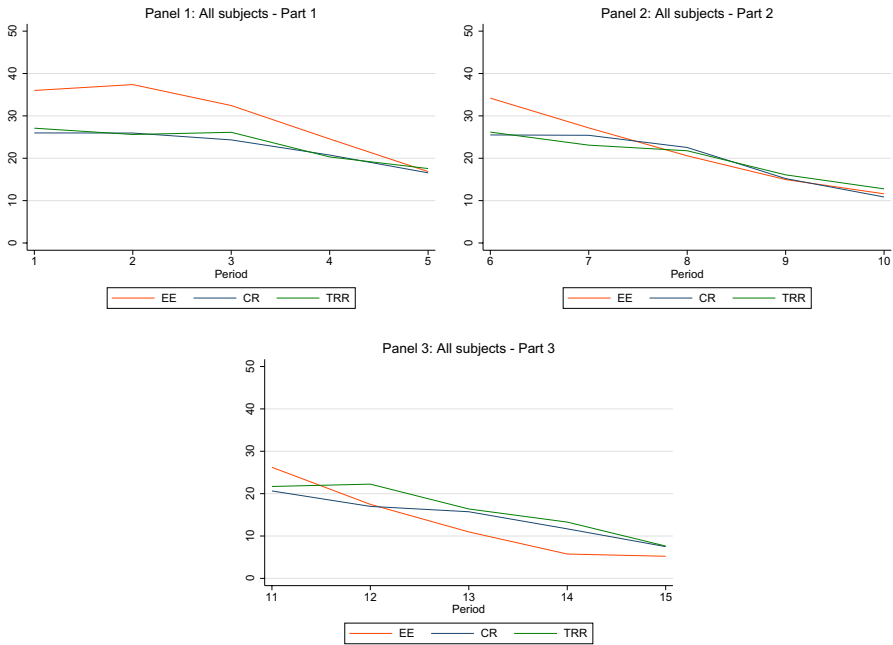 Panel 1: All subjects - Part 1
50
40
30
20
10
0
1 2 3 4 5
Period
EE CR TRR
Panel 2: All subjects - Part 2
50
40
30
20
10
0
6 7 8 9 10
Period
EE CR TRR
Panel 3: All subjects - Part 3
50
40
30
20
10
0
11 12 13 14 15
Period
EE CR TRR